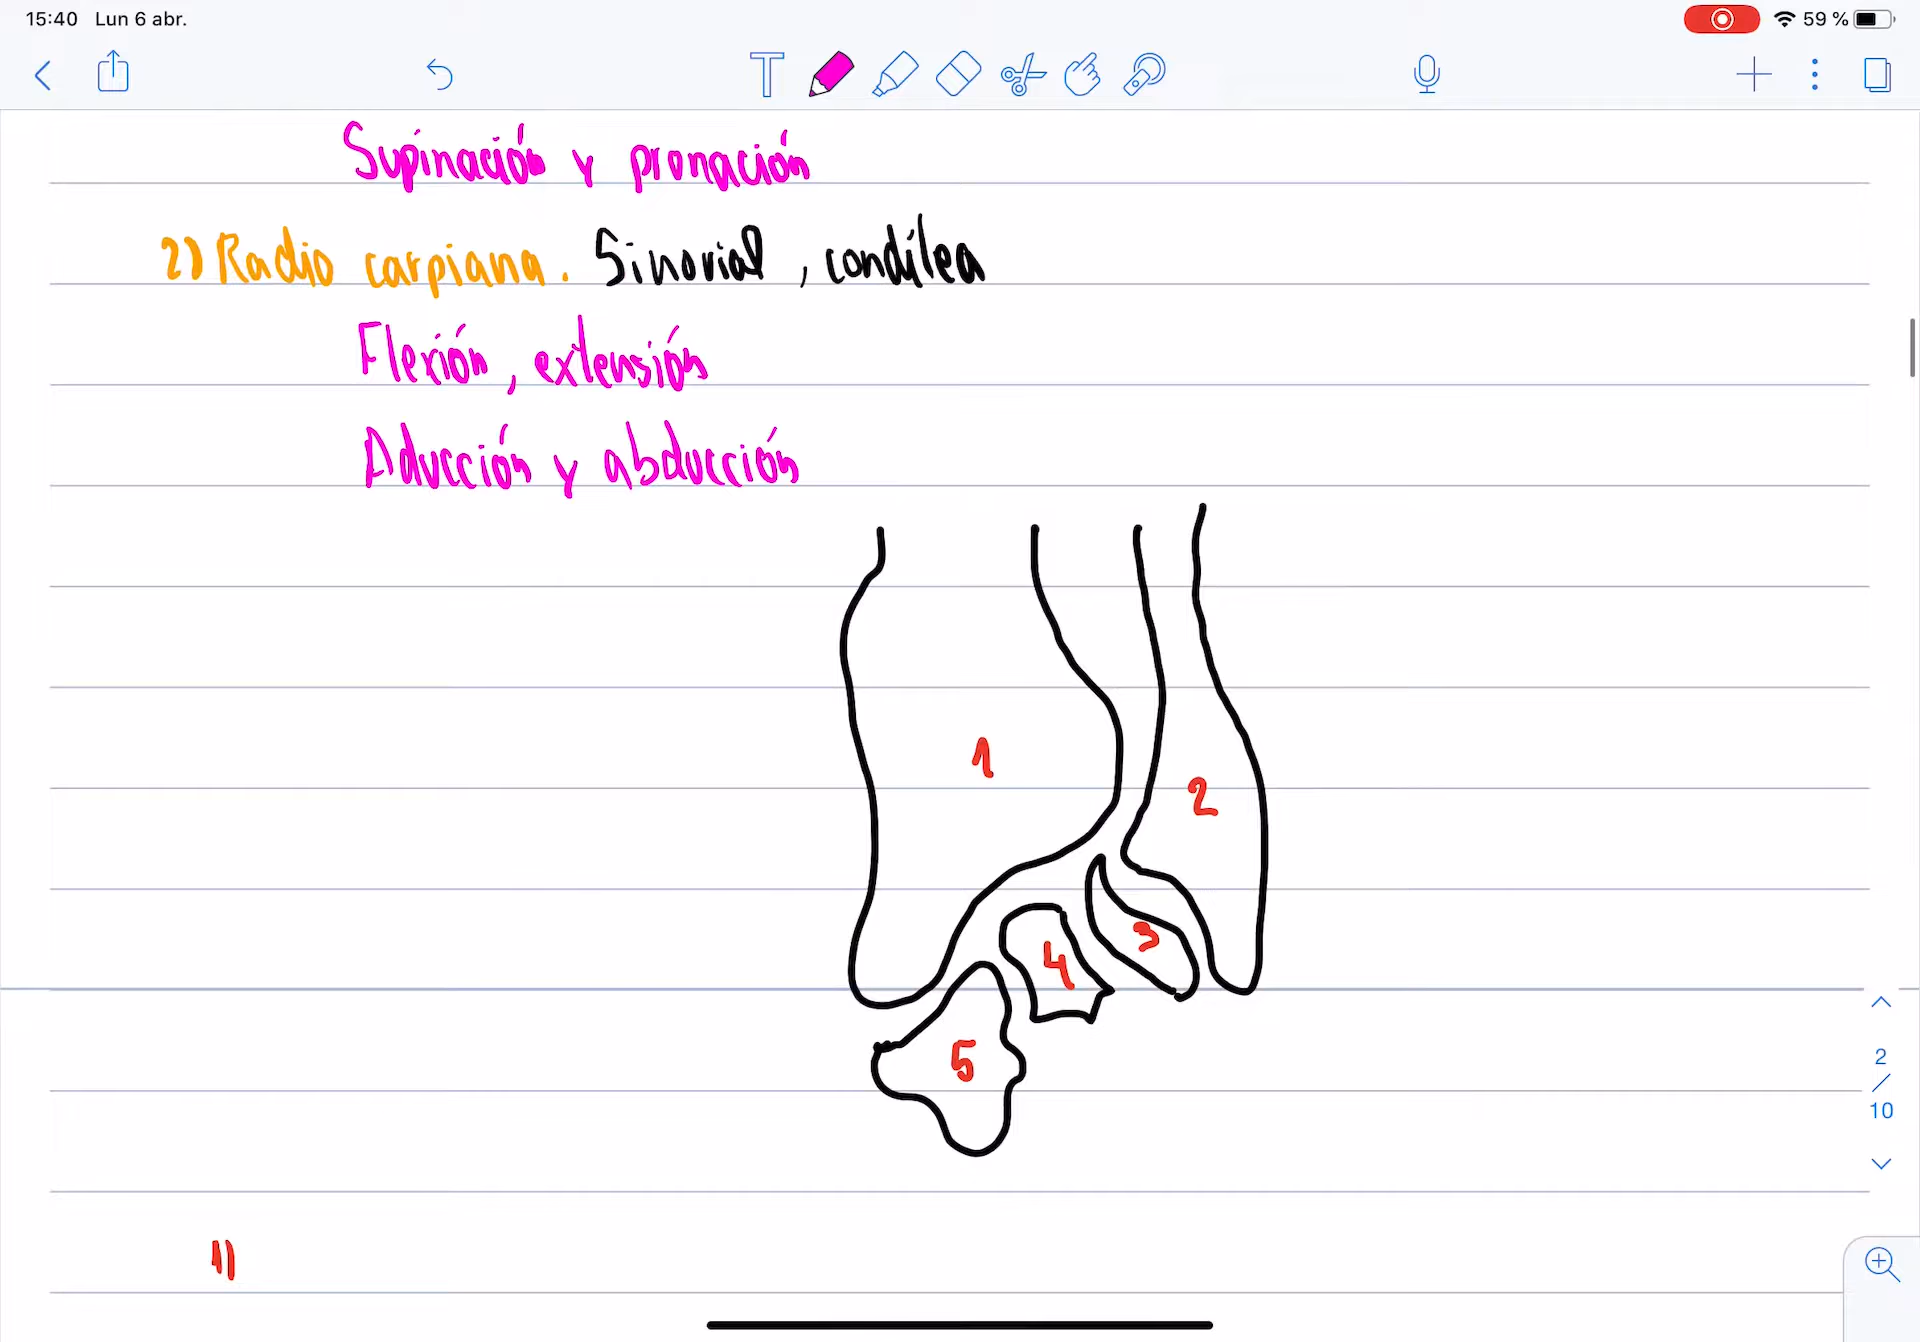 15:40 Lun 6 abr. 59 %
Supinación y pronación
2) Radio carpiana. Sinovial, condílea
Flexión, extensión
Aducción y abducción
1
2
3
4
5
2
10
1)